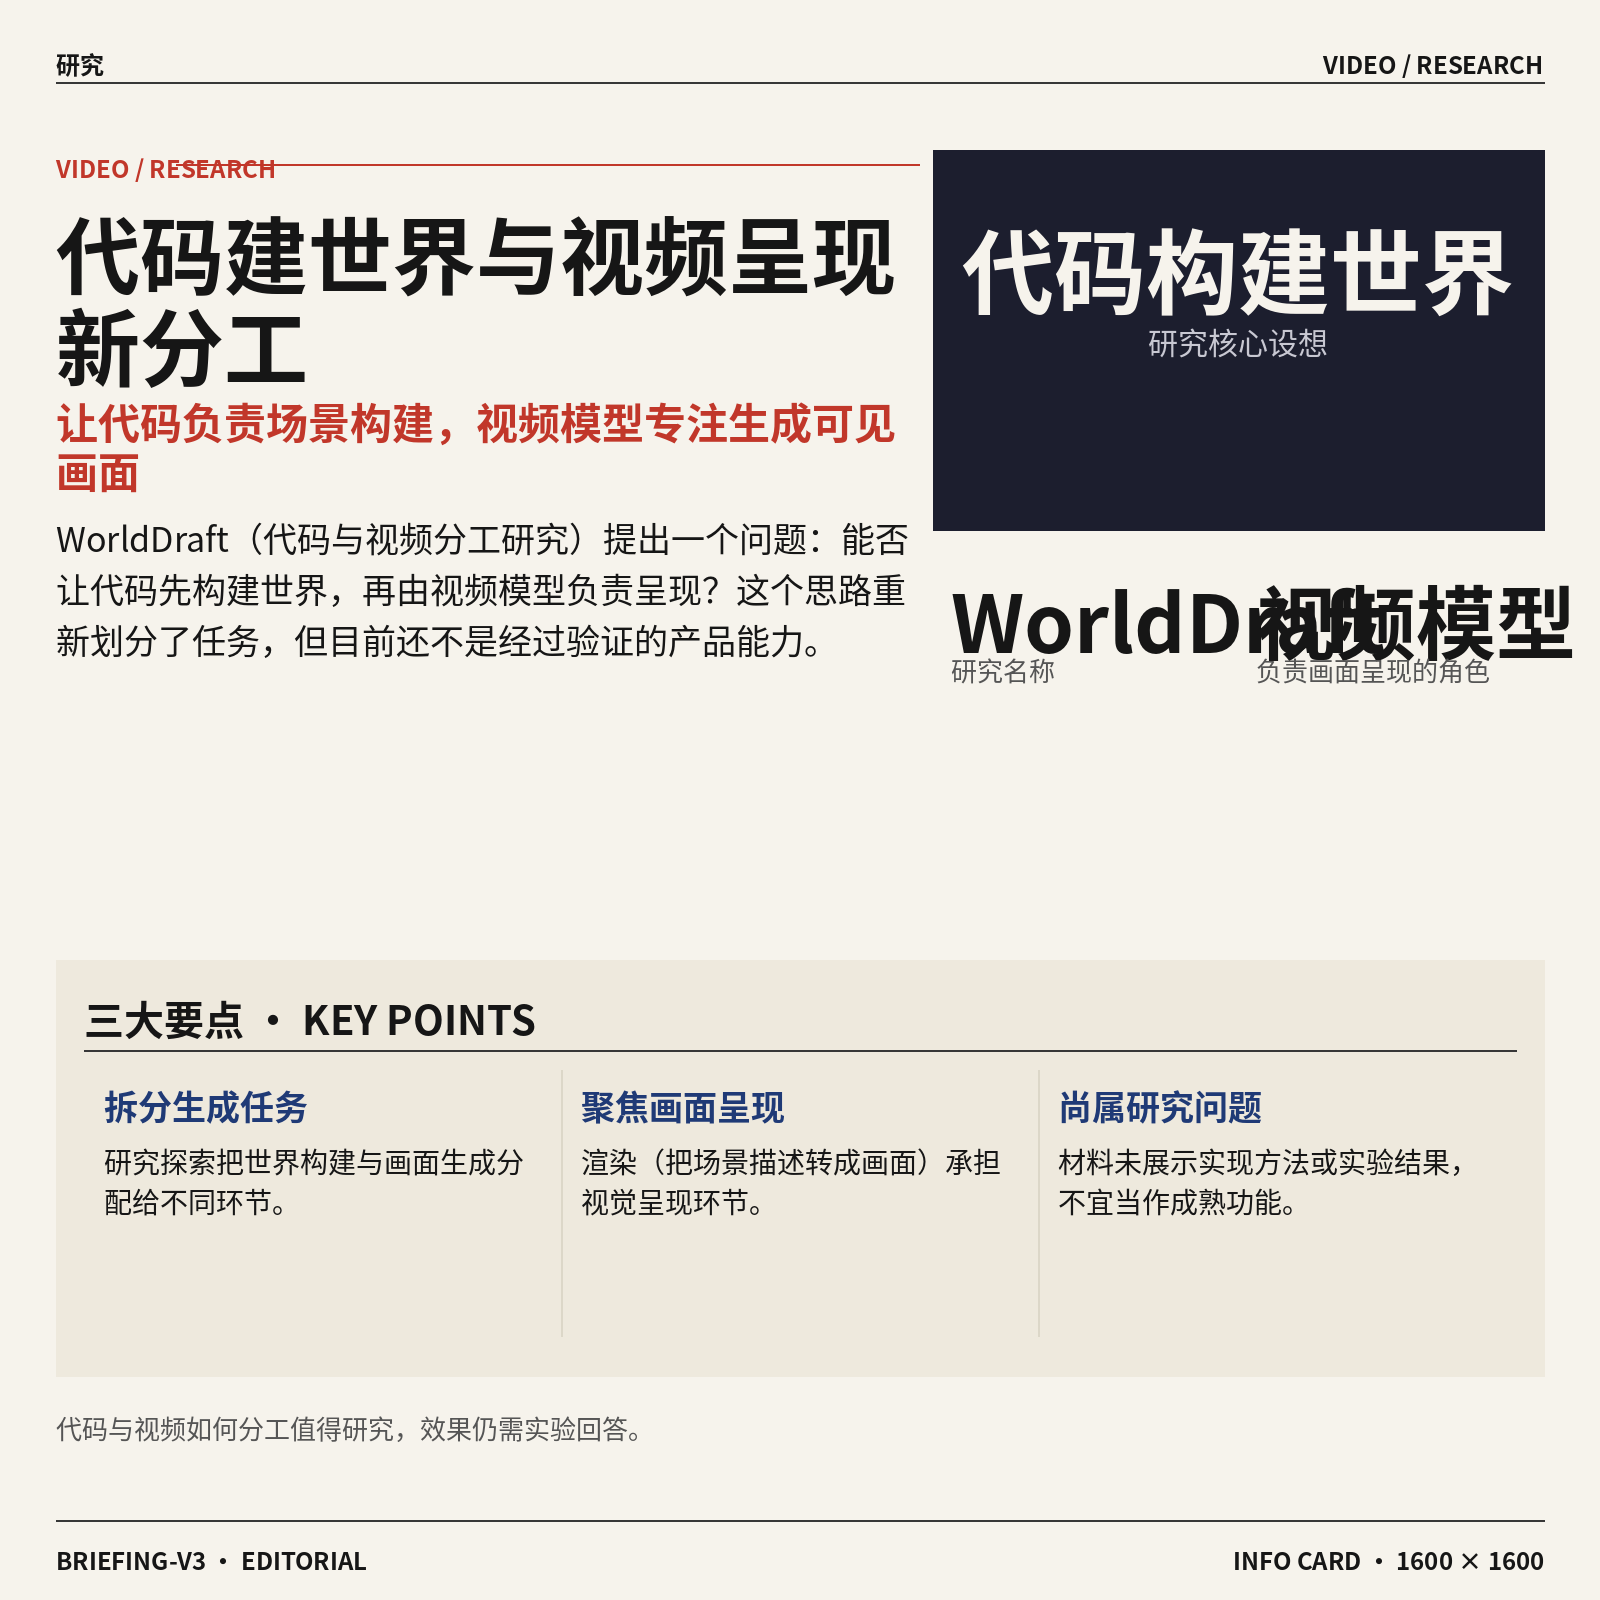 研究
VIDEO / RESEARCH
VIDEO / RESEARCH
代码建世界与视频呈现
新分工
让代码负责场景构建，视频模型专注生成可见
画面
WorldDraft（代码与视频分工研究）提出一个问题：能否
让代码先构建世界，再由视频模型负责呈现？这个思路重
新划分了任务，但目前还不是经过验证的产品能力。
代码构建世界
研究核心设想
WorldDraft
研究名称
视频模型
负责画面呈现的角色
三大要点 • KEY POINTS
拆分生成任务
研究探索把世界构建与画面生成分
配给不同环节。
聚焦画面呈现
渲染（把场景描述转成画面）承担
视觉呈现环节。
尚属研究问题
材料未展示实现方法或实验结果，
不宜当作成熟功能。
代码与视频如何分工值得研究，效果仍需实验回答。
BRIEFING-V3 • EDITORIAL
INFO CARD • 1600 × 1600